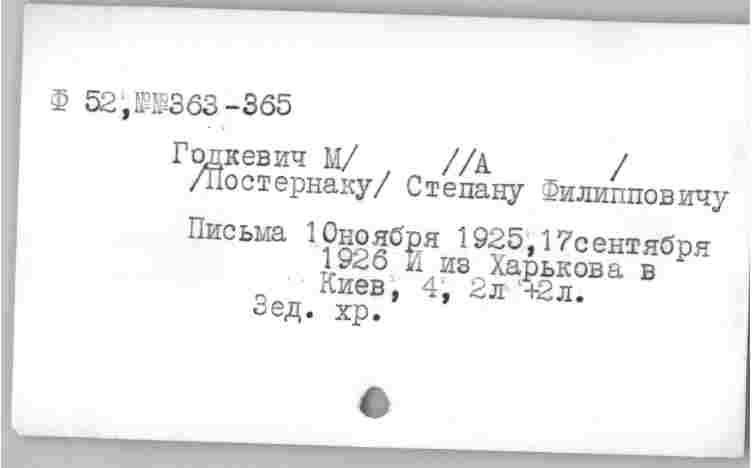 Ф 52,№№363-365
Годкевич М/ //А /
/Постернаку/ Степану Филипповичу
Письма 10ноября 1925,17сентября
1926 И из Харькова в
Киев, 4, 2л +2л.
3ед. хр.